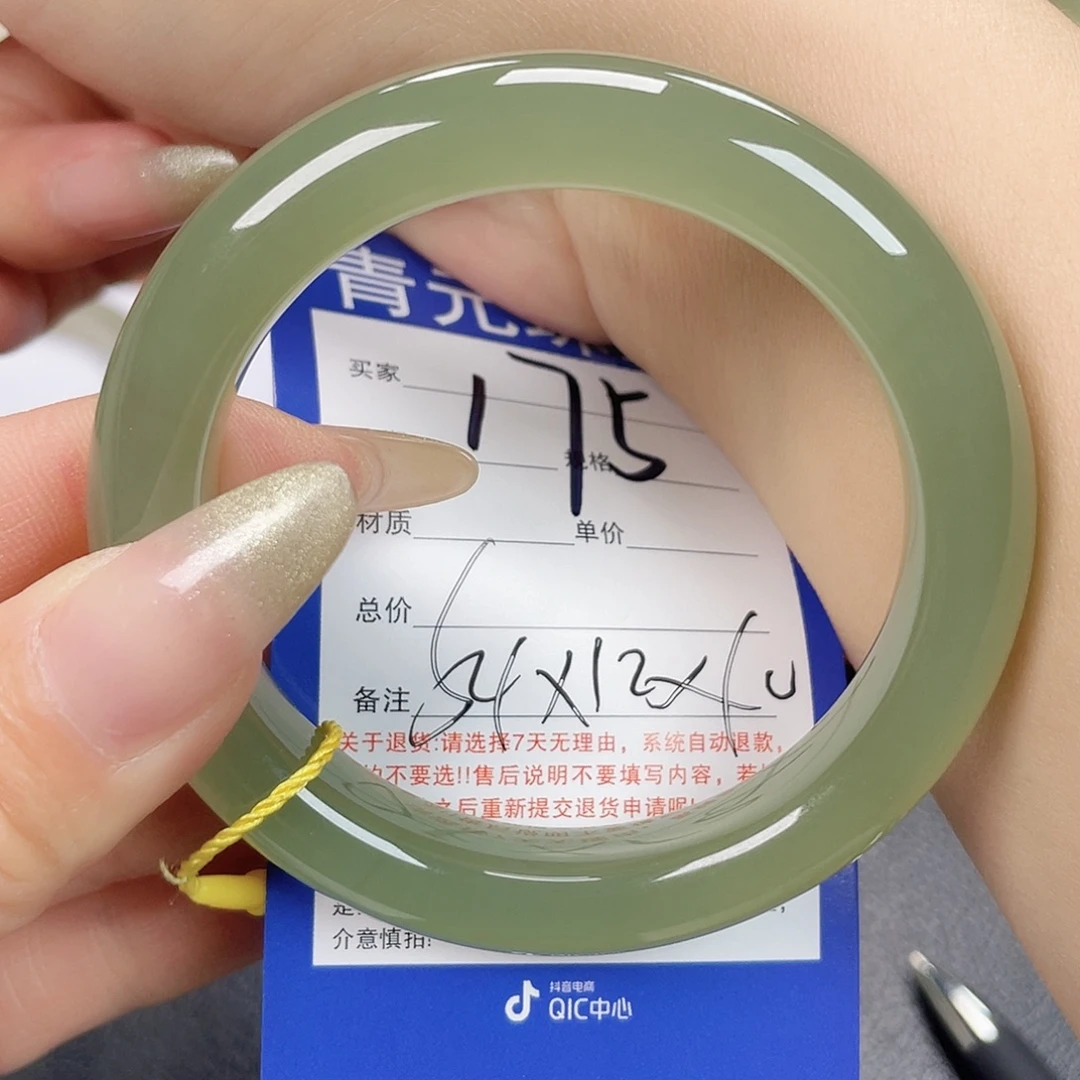 青元
买家
175
规格
材质 单价
总价
备注 54x12x10
关于退货:请选择7天无理由,系统自动退款,
不要选!!售后说明不要填写内容,若
之后重新提交退货申请呢!
介意慎拍!
抖音电商
QIC中心